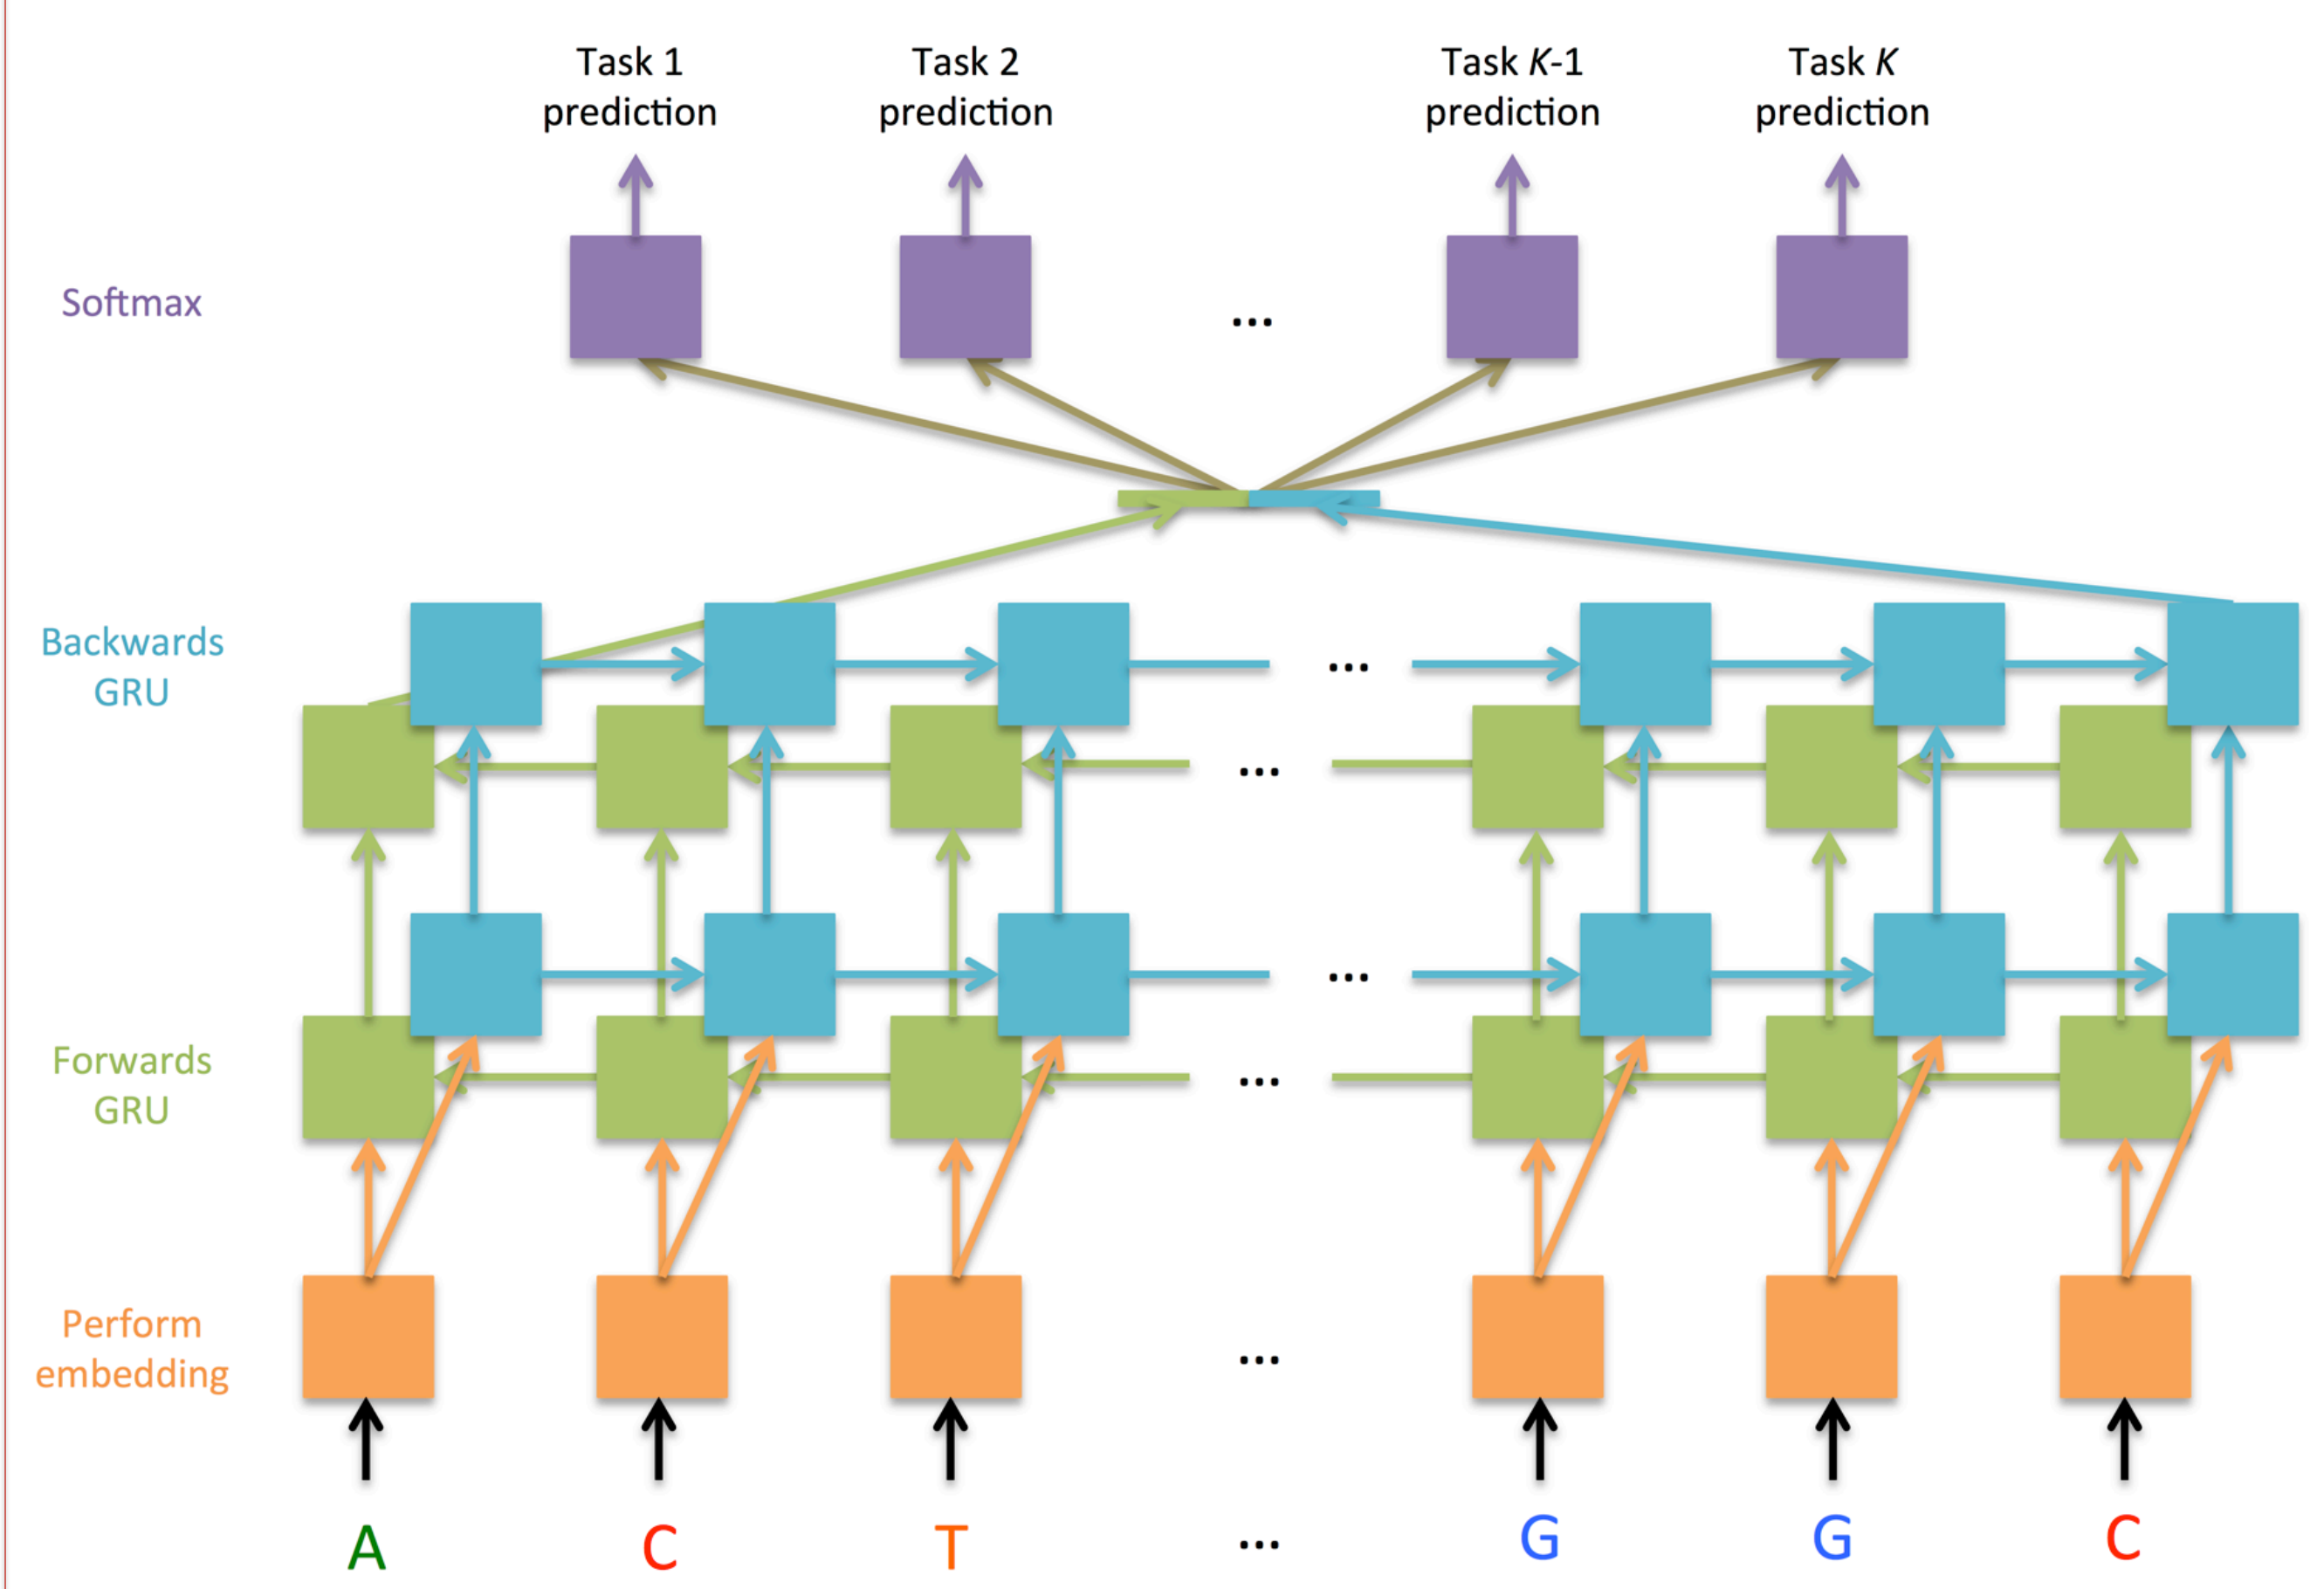 Task 1 prediction
Task 2 prediction
Task K-1 prediction
Task K prediction
Softmax
...
Backwards GRU
...
...
...
Forwards GRU
...
Perform embedding
...
A C T ... G G C